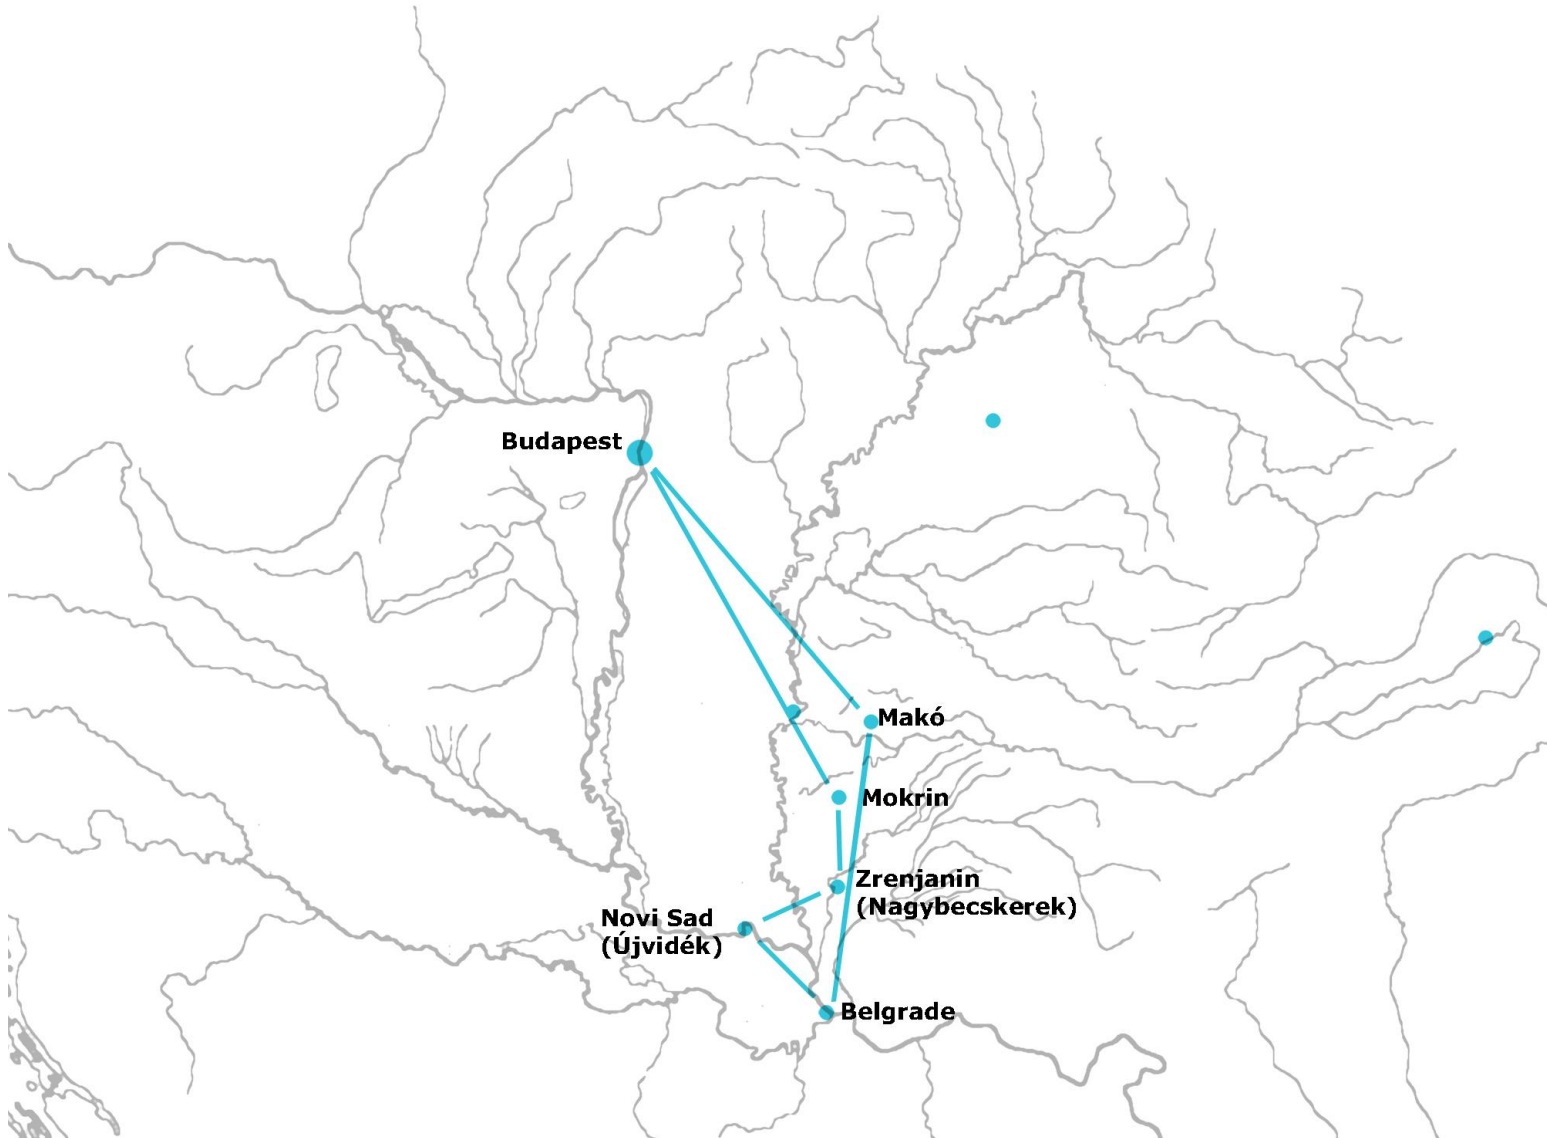 Budapest
Makó
Mokrin
Zrenjanin
(Nagybecskerek)
Novi Sad
(Újvidék)
Belgrade